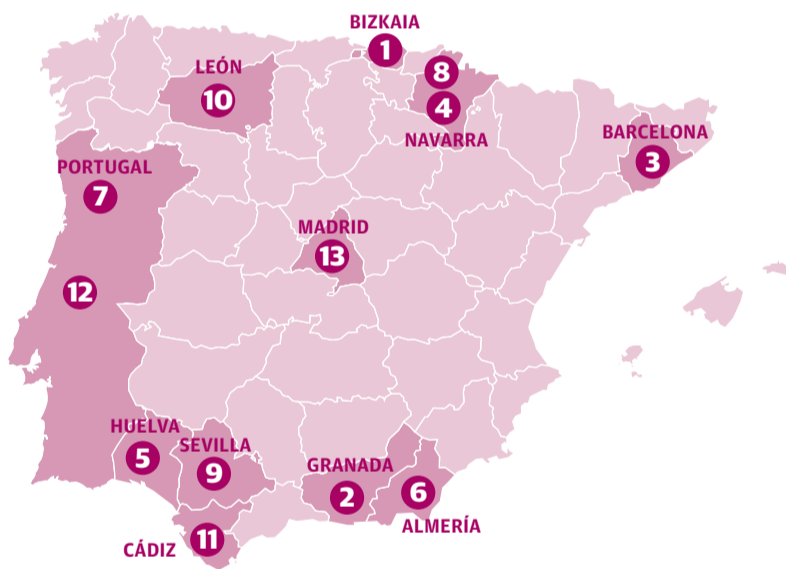 BIZKAIA
1
LEÓN
10
8
4
NAVARRA
BARCELONA
3
PORTUGAL
7
MADRID
13
12
HUELVA
5
SEVILLA
9
GRANADA
2
6
ALMERÍA
CÁDIZ
11